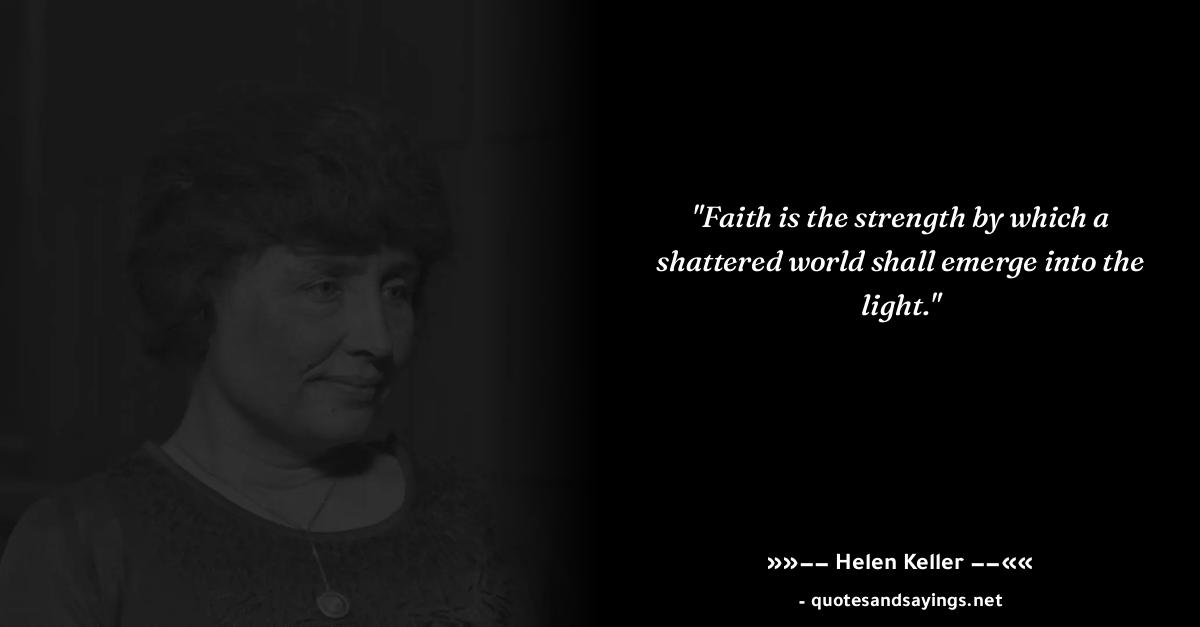 "Faith is the strength by which a
shattered world shall emerge into the
light."
»»–– Helen Keller ––««
- quotesandsayings.net